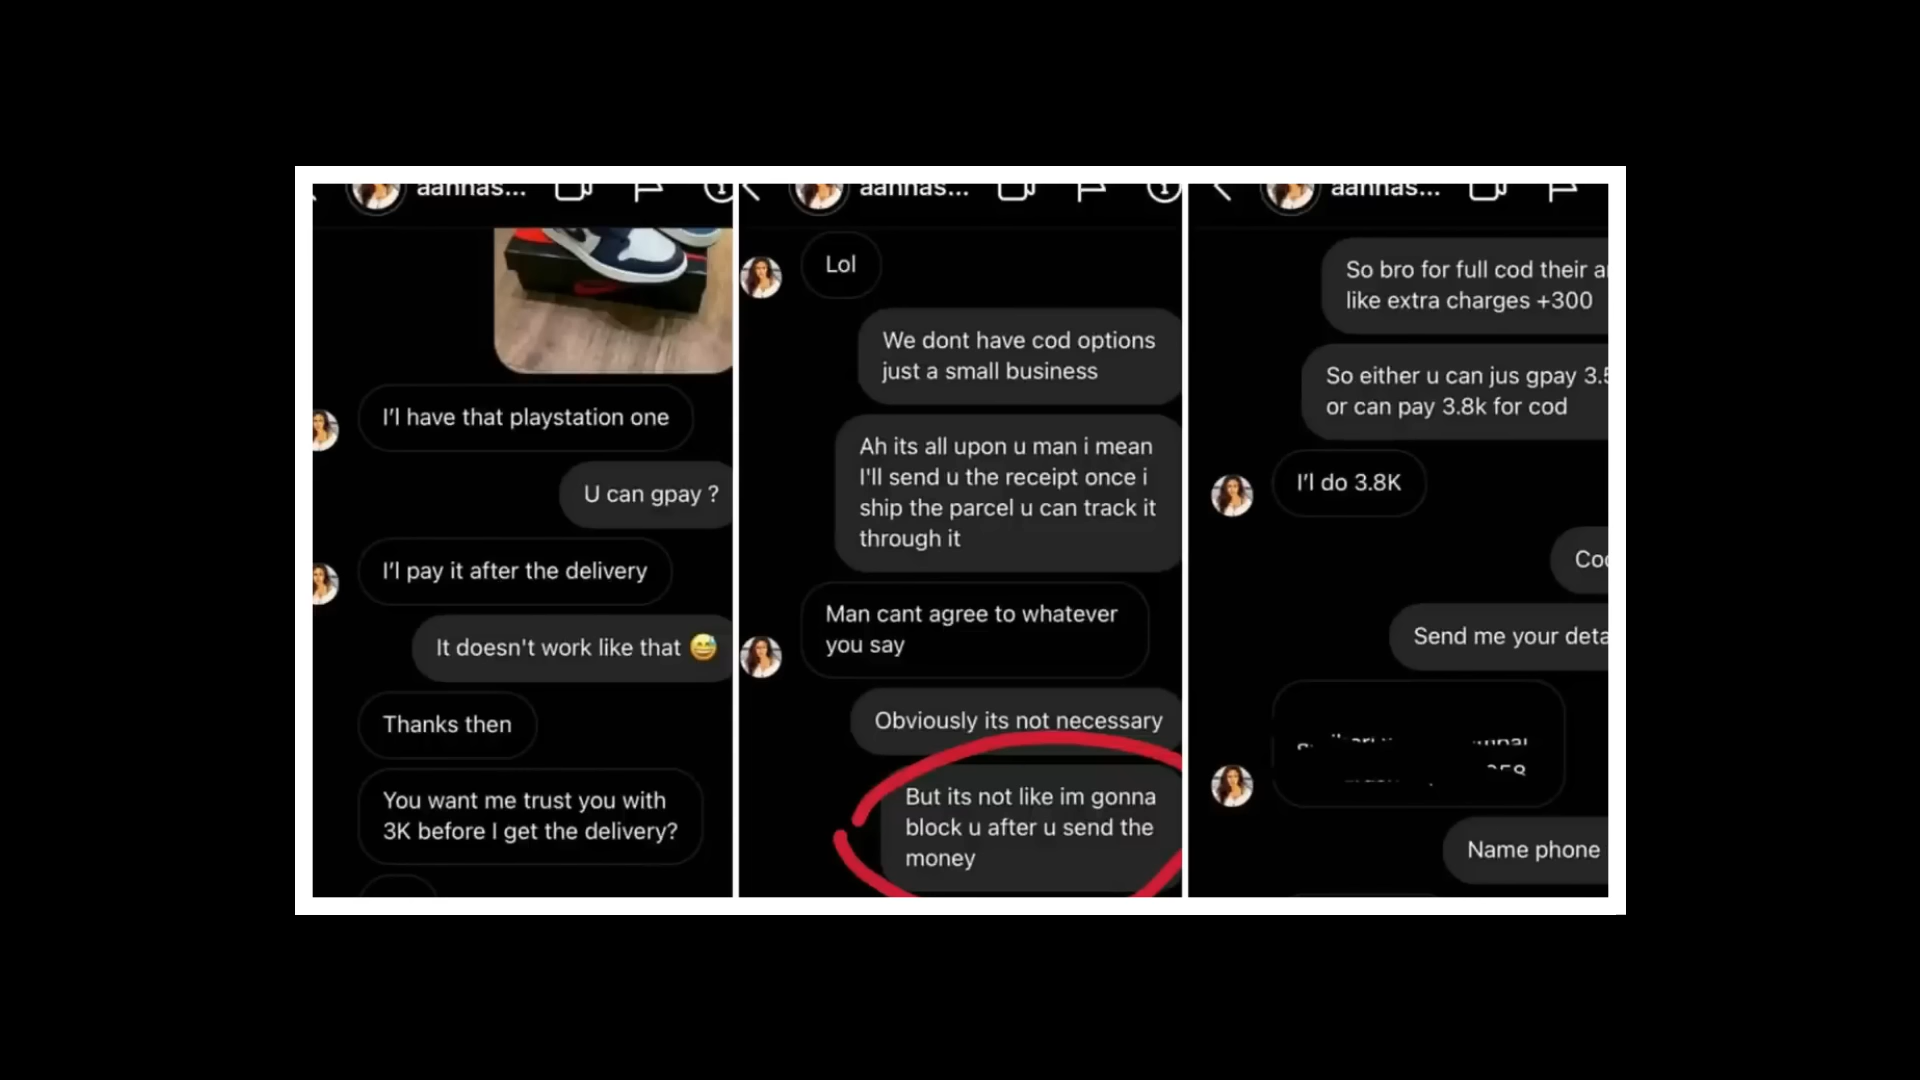 aannas...
I'l have that playstation one
U can gpay ?
I'l pay it after the delivery
It doesn't work like that 😅
Thanks then
You want me trust you with
3K before I get the delivery?
aannas...
Lol
We dont have cod options
just a small business
Ah its all upon u man i mean
I'll send u the receipt once i
ship the parcel u can track it
through it
Man cant agree to whatever
you say
Obviously its not necessary
But its not like im gonna
block u after u send the
money
aannas...
So bro for full cod their a
like extra charges +300
So either u can jus gpay 3.5
or can pay 3.8k for cod
I'l do 3.8K
Coo
Send me your deta
Name phone